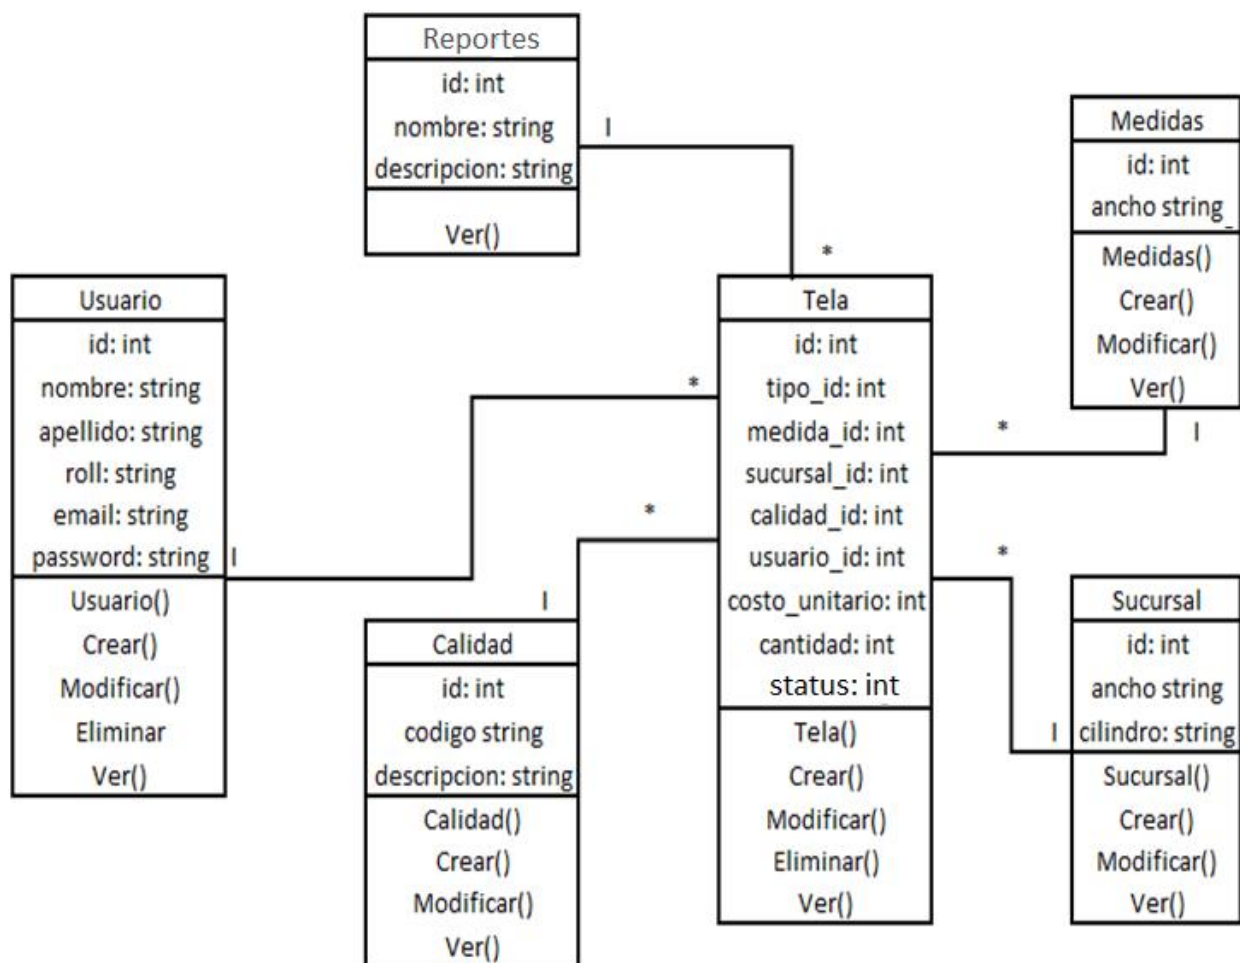 Reportes
id: int
nombre: string
descripcion: string
Ver()
I
*
Medidas
id: int
ancho string
Medidas()
Crear()
Modificar()
Ver()
I
*
Usuario
id: int
nombre: string
apellido: string
roll: string
email: string
password: string
Usuario()
Crear()
Modificar()
Eliminar
Ver()
I
*
Tela
id: int
tipo_id: int
medida_id: int
sucursal_id: int
calidad_id: int
usuario_id: int
costo_unitario: int
cantidad: int
status: int
Tela()
Crear()
Modificar()
Eliminar()
Ver()
*
I
Calidad
id: int
codigo string
descripcion: string
Calidad()
Crear()
Modificar()
Ver()
*
I
Sucursal
id: int
ancho string
cilindro: string
Sucursal()
Crear()
Modificar()
Ver()